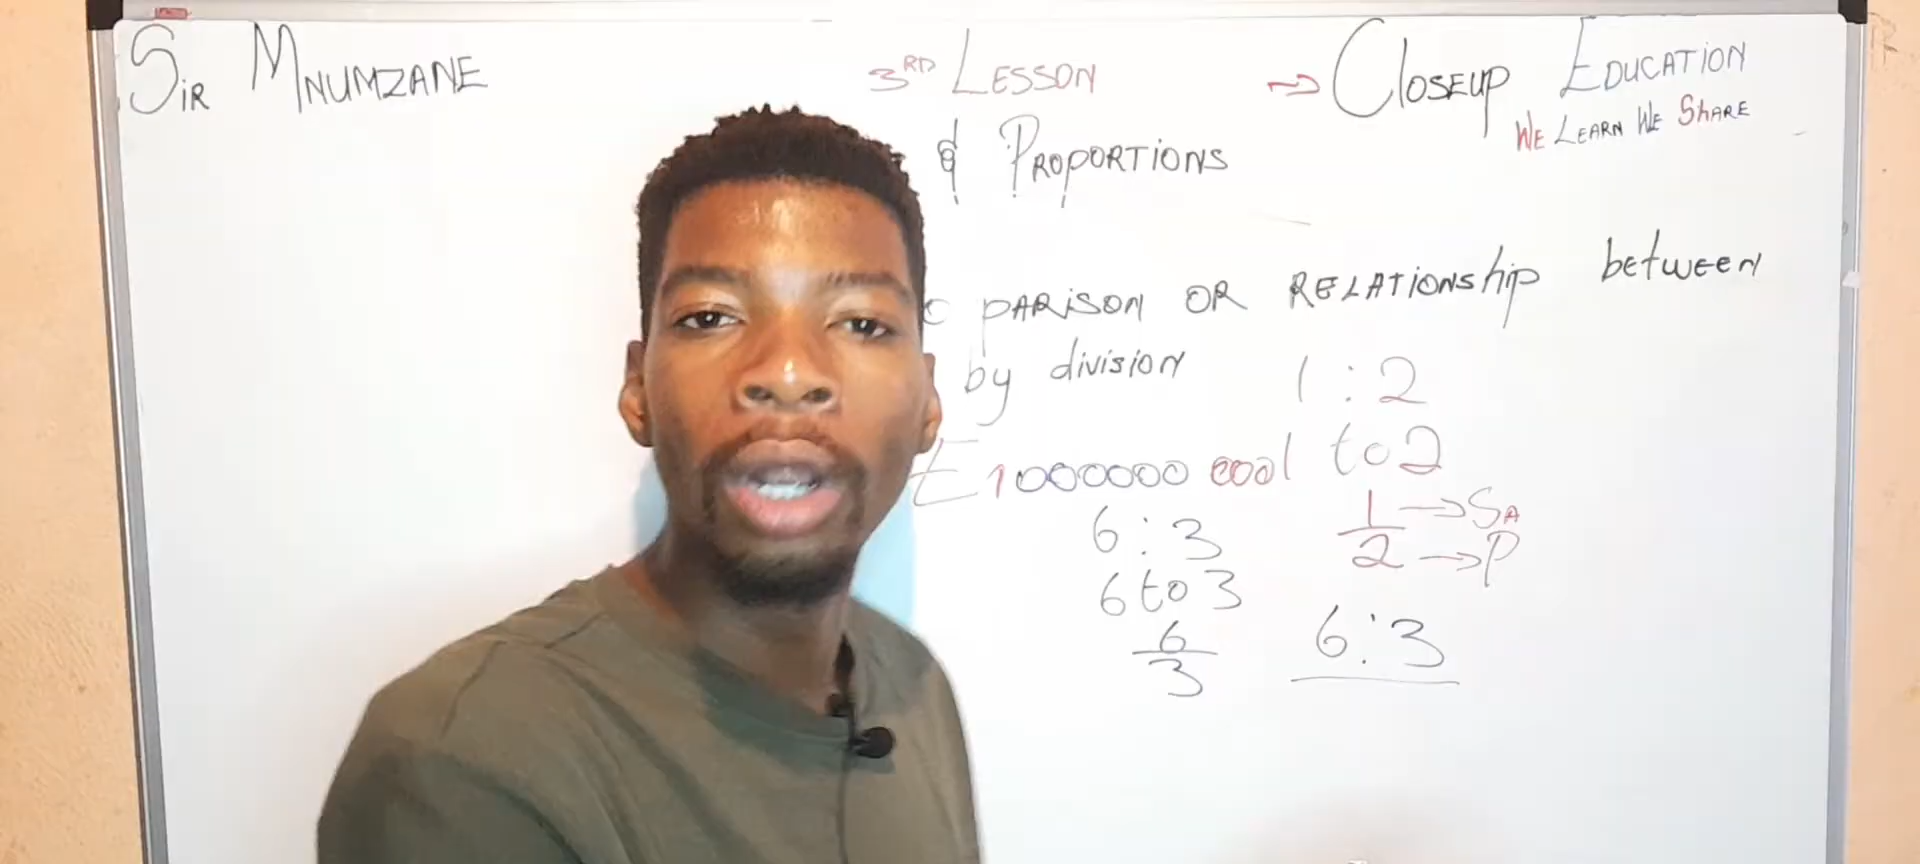 Sir MNUMZANE
3RD LESSON
→ CLOSEUP EDUCATION
WE LEARN WE ShARE
& PROPORTIONS
PARISON OR RELATIONShip between
by division
1 : 2
E1000000 cool
to 2
6 : 3
1/2 → SA
→ P
6 to 3
6/3
6 : 3